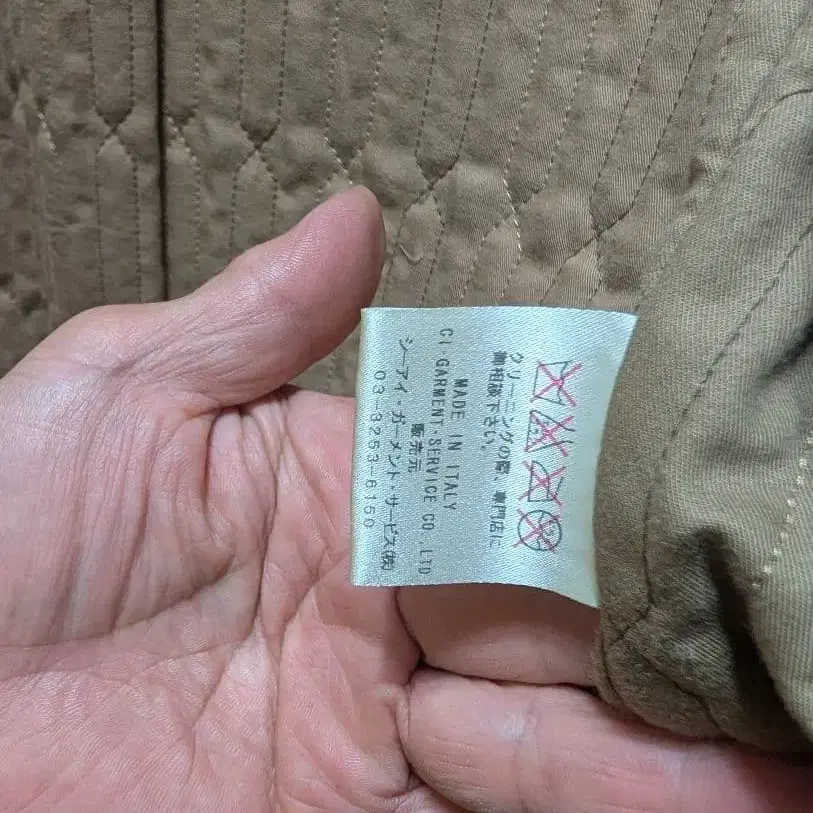 クリーニングの際、専門店に
御相談下さい。
MADE IN ITALY
CI GARMENT・SERVICE CO.,LTD
販売元
シーアイ・ガーメント・サービス㈱
03-3253-6150